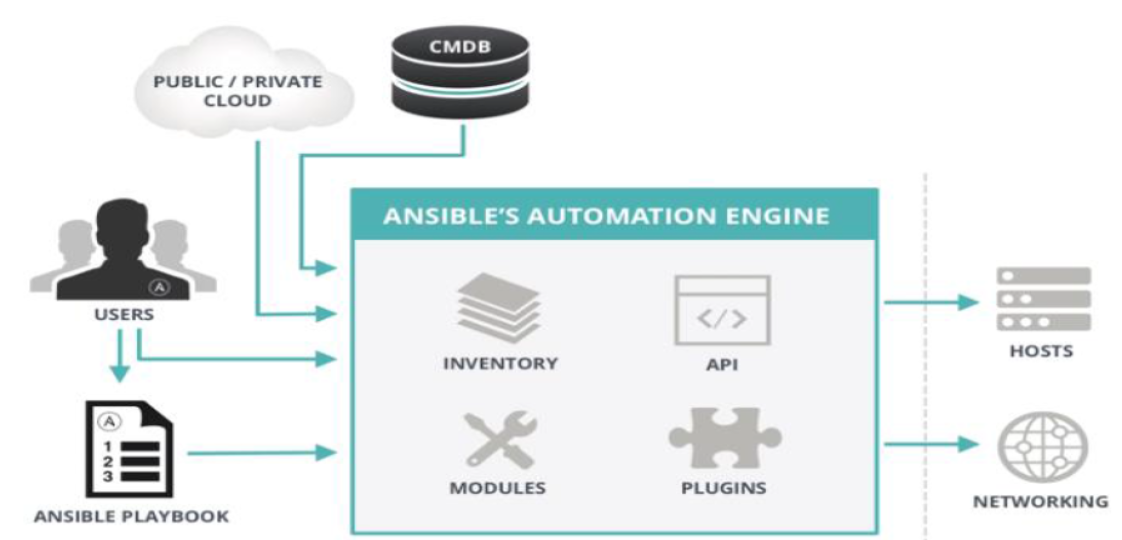 CMDB
PUBLIC / PRIVATE
CLOUD
ANSIBLE'S AUTOMATION ENGINE
A
USERS
INVENTORY
</>
API
HOSTS
A
1
2
3
MODULES
PLUGINS
NETWORKING
ANSIBLE PLAYBOOK